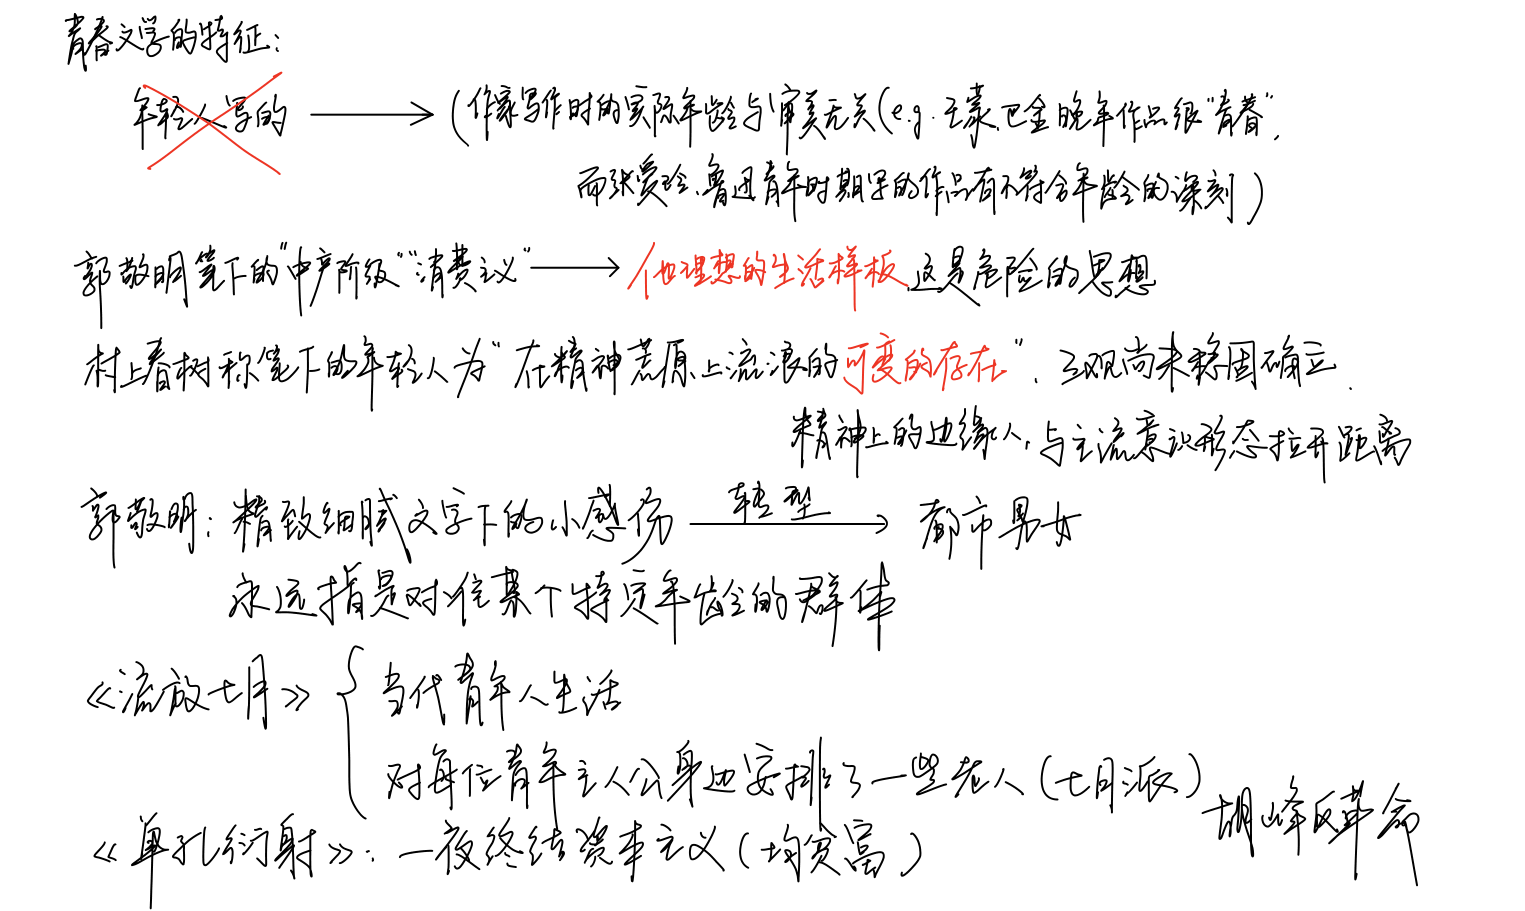 青春文学的特征：
年轻人写的 → (作家写作时的实际年龄与审美无关(e.g. 王蒙、巴金晚年作品很"青春",
而张爱玲、鲁迅青年时期写的作品有不符合年龄的深刻)
郭敬明笔下的"中产阶级""消费主义" → 他理想的生活样板,这是危险的思想
村上春树称笔下的年轻人为"在精神荒原上流浪的可变的存在"、三观尚未稳固确立、
精神上的边缘人,与主流意识形态拉开距离
郭敬明：精致细腻文字下的小感伤 转型→ 都市男女
永远指是对准某个特定年龄的群体
《流放七月》{ 当代青年人生活
对每位青年主人公身边安排了一些老人(七月派)
胡峰反革命
《单孔衍射》：一夜终结资本主义(均贫富)